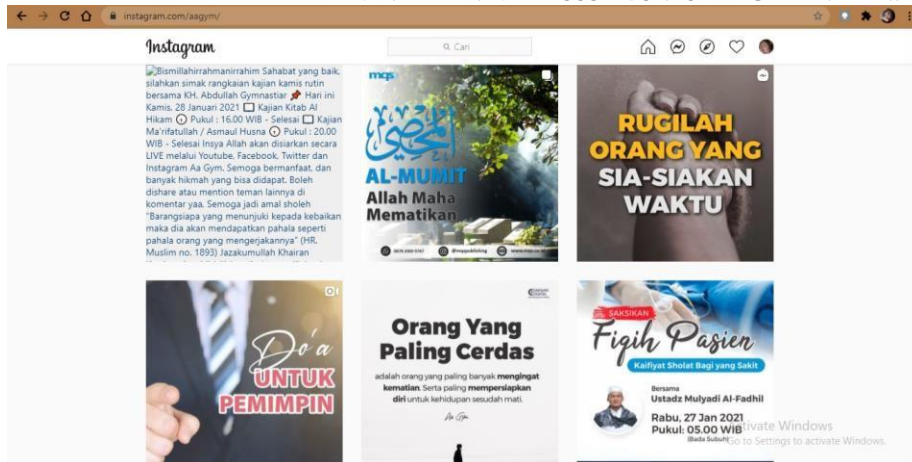 instagram.com/aagym/
Instagram
Cari
Bismillahirrahmanirrahim Sahabat yang baik,
silahkan simak rangkaian kajian kamis rutin
bersama KH. Abdullah Gymnastiar 📌 Hari ini
Kamis, 28 Januari 2021 Kajian Kitab Al
Hikam Pukul : 16.00 WIB - Selesai Kajian
Ma'rifatullah / Asmaul Husna Pukul : 20.00
WIB - Selesai Insya Allah akan disiarkan secara
LIVE melalui Youtube, Facebook, Twitter dan
Instagram Aa Gym. Semoga bermanfaat, dan
banyak hikmah yang bisa didapat. Boleh
dishare atau mention teman lainnya di
komentar yaa. Semoga jadi amal sholeh
"Barangsiapa yang menunjuki kepada kebaikan
maka dia akan mendapatkan pahala seperti
pahala orang yang mengerjakannya" (HR.
Muslim no. 1893) Jazakumullah Khairan
mqs
AL-MUMIT
Allah Maha
Mematikan
RUGILAH
ORANG YANG
SIA-SIAKAN
WAKTU
Do'a
UNTUK
PEMIMPIN
Orang Yang
Paling Cerdas
adalah orang yang paling banyak mengingat
kematian. Serta paling mempersiapkan
diri untuk kehidupan sesudah mati.
Aa Gym
SAKSIKAN
Fiqih Pasien
Kaifiyat Sholat Bagi yang Sakit
Bersama
Ustadz Mulyadi Al-Fadhil
Rabu, 27 Jan 2021
Pukul: 05.00 WIB
(Bada Subuh)
Activate Windows
Go to Settings to activate Windows.